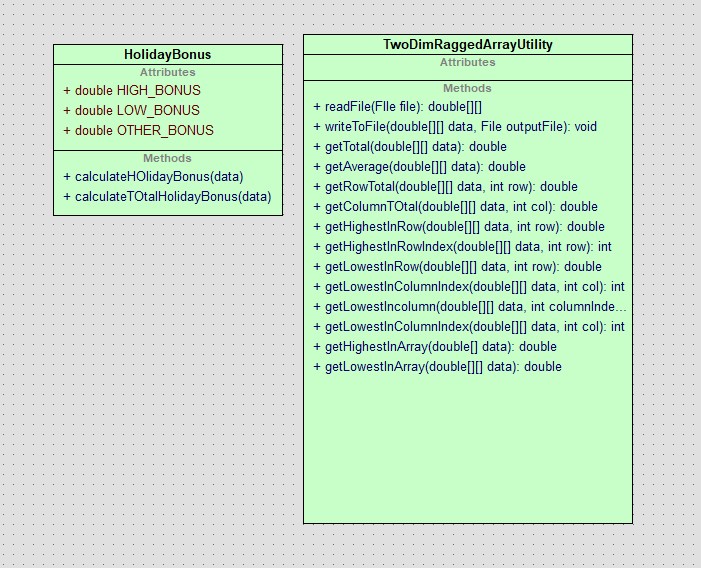 HolidayBonus
Attributes
+ double HIGH_BONUS
+ double LOW_BONUS
+ double OTHER_BONUS
Methods
+ calculateHOlidayBonus(data)
+ calculateTOtalHolidayBonus(data)
TwoDimRaggedArrayUtility
Attributes
Methods
+ readFile(FIle file): double[][]
+ writeToFile(double[][] data, File outputFile): void
+ getTotal(double[][] data): double
+ getAverage(double[][] data): double
+ getRowTotal(double[][] data, int row): double
+ getColumnTOtal(double[][] data, int col): double
+ getHighestInRow(double[][] data, int row): double
+ getHighestInRowIndex(double[][] data, int row): int
+ getLowestInRow(double[][] data, int row): double
+ getLowestInColumnIndex(double[][] data, int col): int
+ getLowestIncolumn(double[][] data, int columnInde...
+ getLowestInColumnIndex(double[][] data, int col): int
+ getHighestInArray(double[] data): double
+ getLowestInArray(double[][] data): double